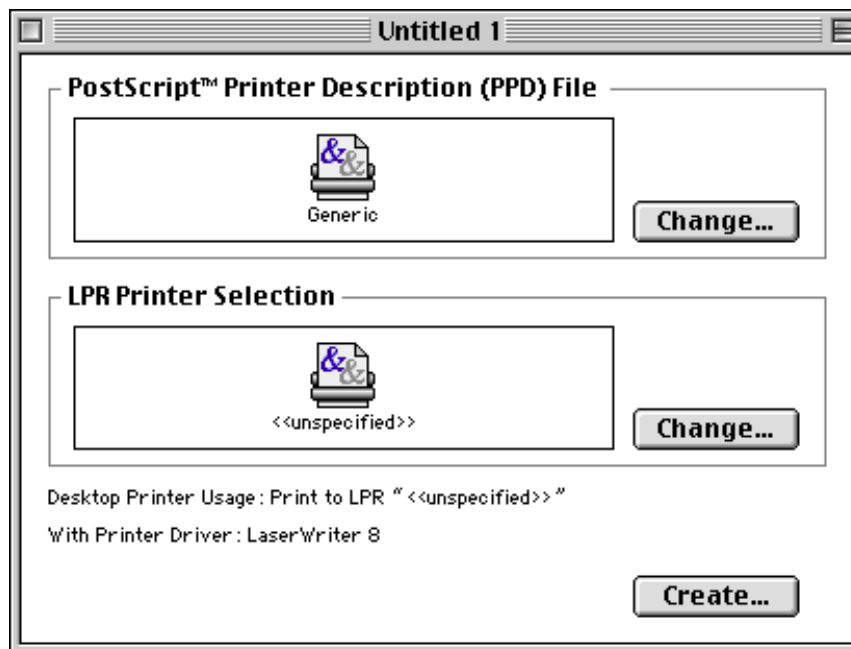 Untitled 1
PostScript™ Printer Description (PPD) File
&&
Generic
Change...
LPR Printer Selection
&&
<<unspecified>>
Change...
Desktop Printer Usage : Print to LPR “<<unspecified>>”
With Printer Driver : LaserWriter 8
Create...